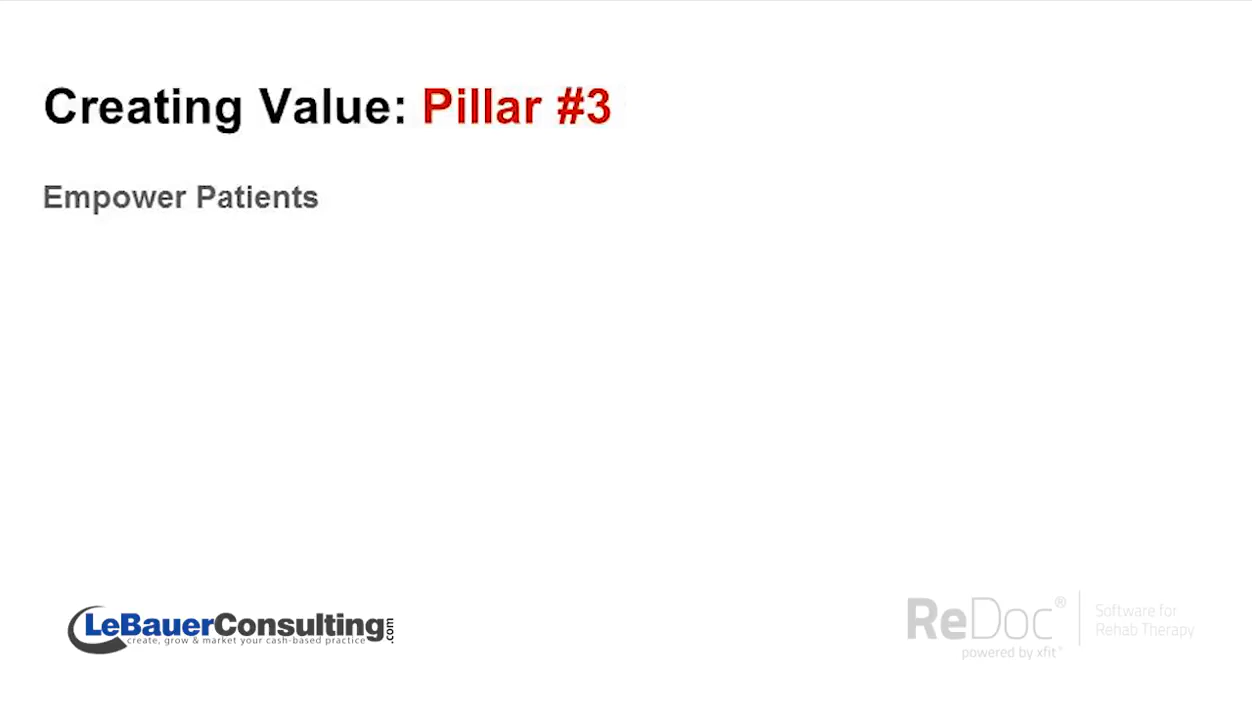 Creating Value: Pillar #3
Empower Patients
LeBauerConsulting.com
create, grow & market your cash-based practice
ReDoc®
powered by xfit™
Software for
Rehab Therapy